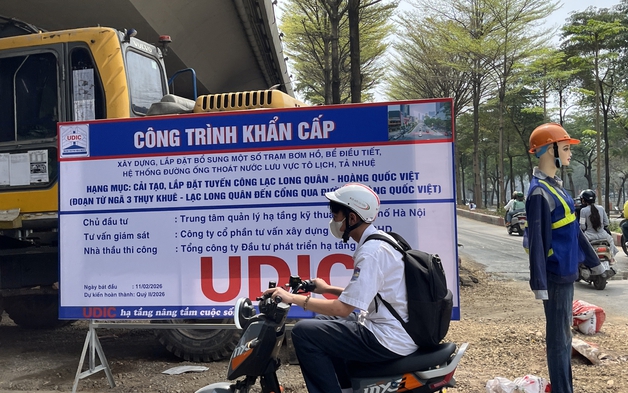 UDIC
CÔNG TRÌNH KHẨN CẤP
XÂY DỰNG, LẮP ĐẶT BỔ SUNG MỘT SỐ TRẠM BƠM HỒ, BỂ ĐIỀU TIẾT,
HỆ THỐNG ĐƯỜNG ỐNG THOÁT NƯỚC LƯU VỰC TÔ LỊCH, TẢ NHUỆ
HẠNG MỤC: CẢI TẠO, LẮP ĐẶT TUYẾN CỐNG LẠC LONG QUÂN - HOÀNG QUỐC VIỆT
(ĐOẠN TỪ NGÃ 3 THỤY KHUÊ - LẠC LONG QUÂN ĐẾN CỐNG QUA ĐƯỜNG HOÀNG QUỐC VIỆT)
Chủ đầu tư : Trung tâm quản lý hạ tầng kỹ thu phố Hà Nội
Tư vấn giám sát : Công ty cổ phần tư vấn xây dựng HD
Nhà thầu thi công : Tổng công ty Đầu tư phát triển hạ tầng
UDIC
Ngày bắt đầu : 11/02/2026
Dự kiến hoàn thành : Quý II/2026
UDIC hạ tầng nâng tầm cuộc số